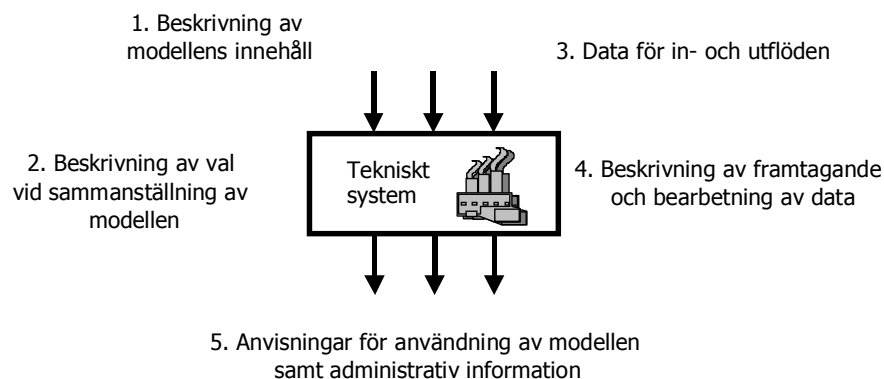 1. Beskrivning av
modellens innehåll
3. Data för in- och utflöden
2. Beskrivning av val
vid sammanställning av
modellen
Tekniskt
system
4. Beskrivning av framtagande
och bearbetning av data
5. Anvisningar för användning av modellen
samt administrativ information